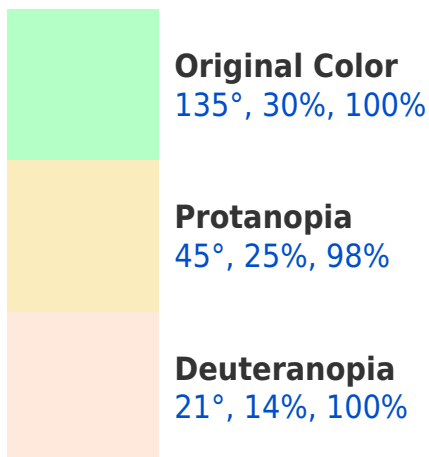 Original Color
135°, 30%, 100%
Protanopia
45°, 25%, 98%
Deuteranopia
21°, 14%, 100%